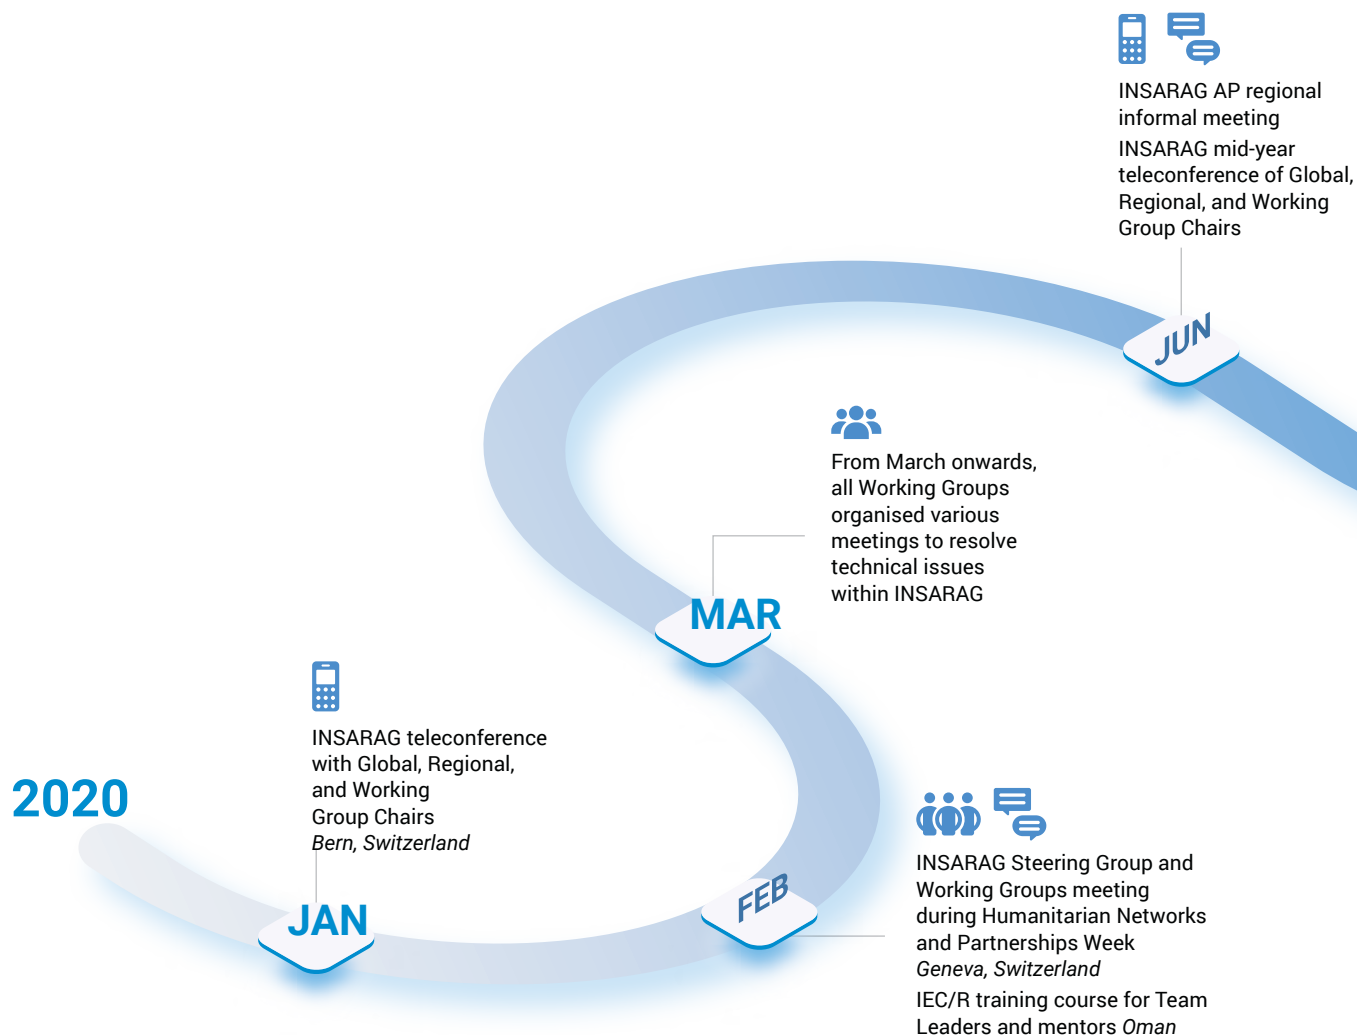 2020
JAN
INSARAG teleconference
with Global, Regional,
and Working
Group Chairs
Bern, Switzerland
FEB
INSARAG Steering Group and
Working Groups meeting
during Humanitarian Networks
and Partnerships Week
Geneva, Switzerland
IEC/R training course for Team
Leaders and mentors Oman
MAR
From March onwards,
all Working Groups
organised various
meetings to resolve
technical issues
within INSARAG
JUN
INSARAG AP regional
informal meeting
INSARAG mid-year
teleconference of Global,
Regional, and Working
Group Chairs